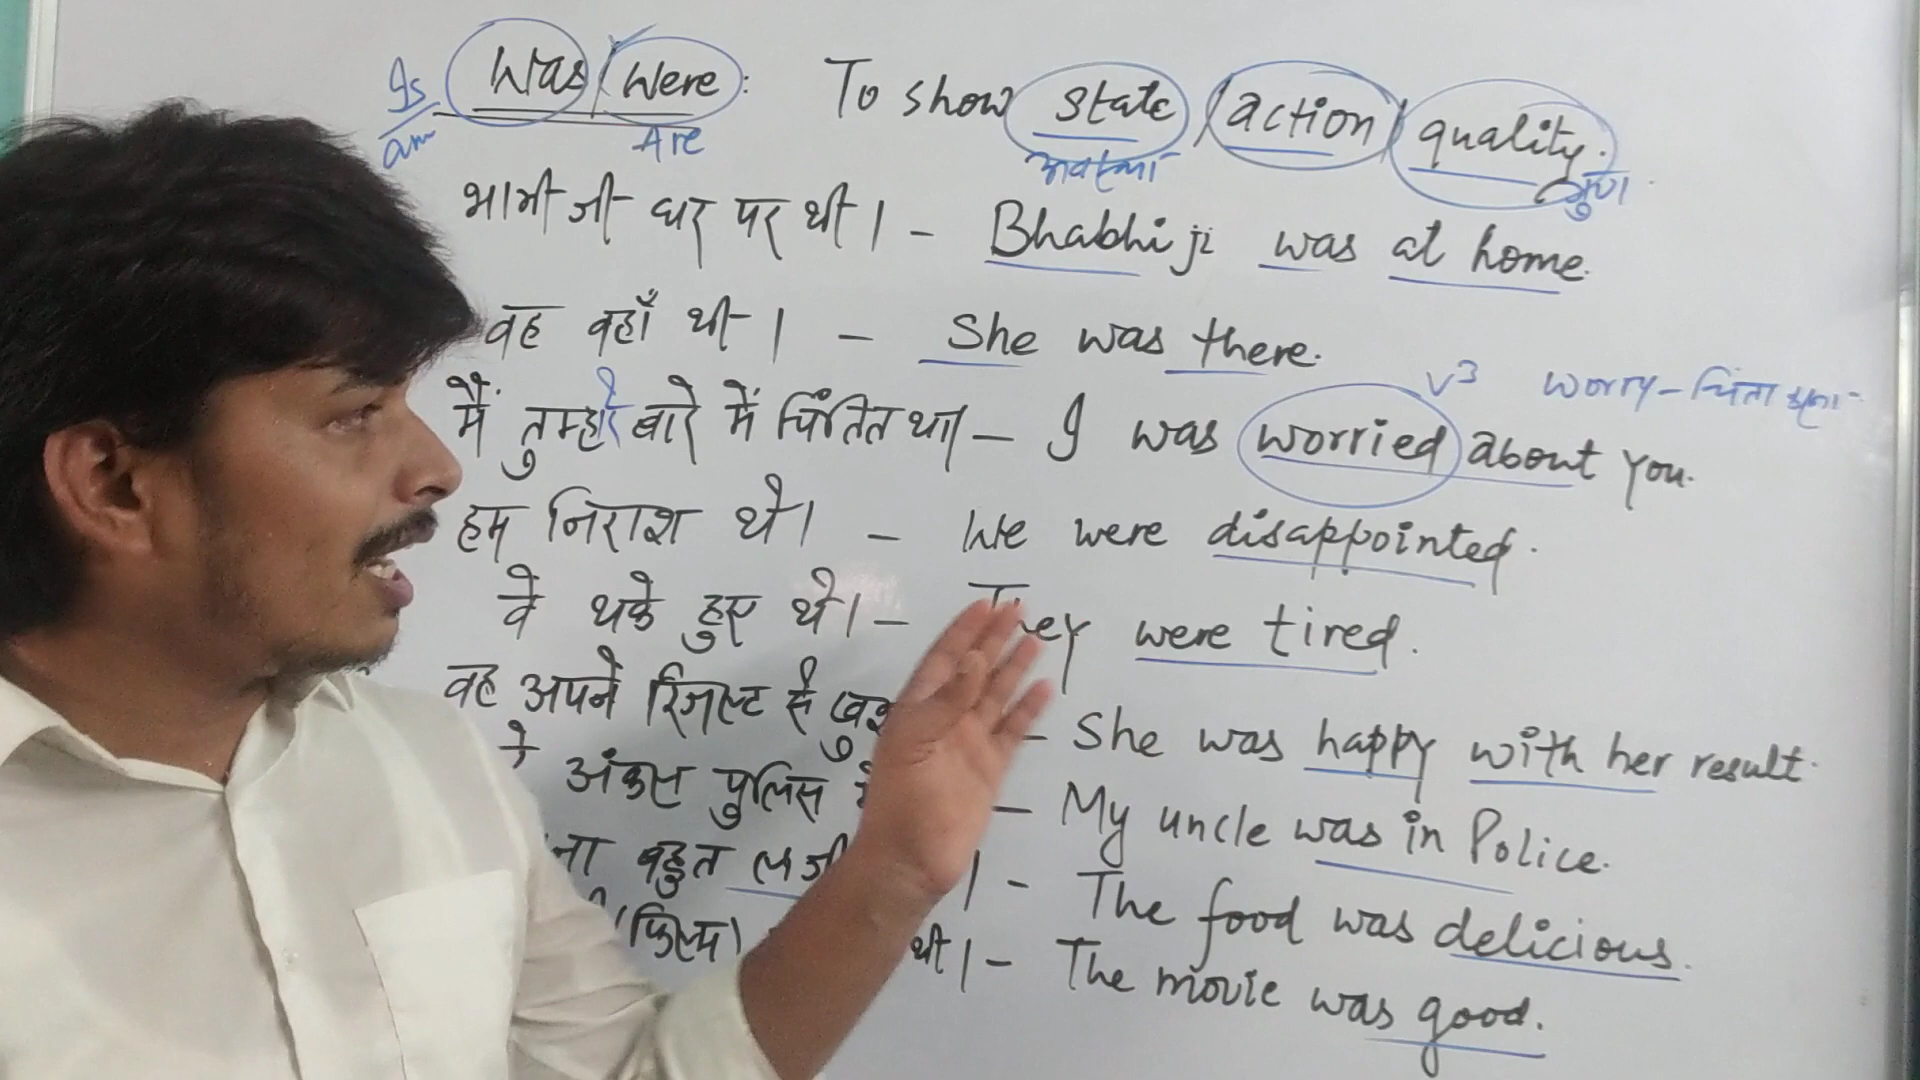 Is Was / Were : To show state / action / quality.
am Are अवस्था गुण
भाभी जी घर पर थी। - Bhabhi ji was at home.
वह वहाँ थी। - She was there.
V3 worry - चिंता
मैं तुम्हारे बारे में चिंतित था - I was worried about you.
हम निराश थे। - We were disappointed.
वे थके हुए थे। - They were tired.
वह अपने रिजल्ट से - She was happy with her result.
अंकल पुलिस - My uncle was in Police.
बहुत - The food was delicious.
(फिल्म) थी। - The movie was good.